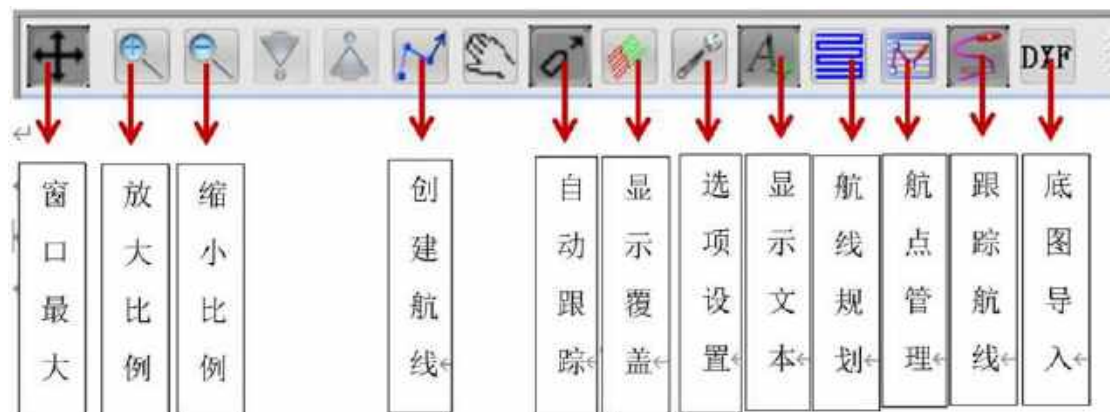 DXF
窗口最大
放大比例
缩小比例
创建航线
自动跟踪
显示覆盖
选项设置
显示文本
航线规划
航点管理
跟踪航线
底图导入